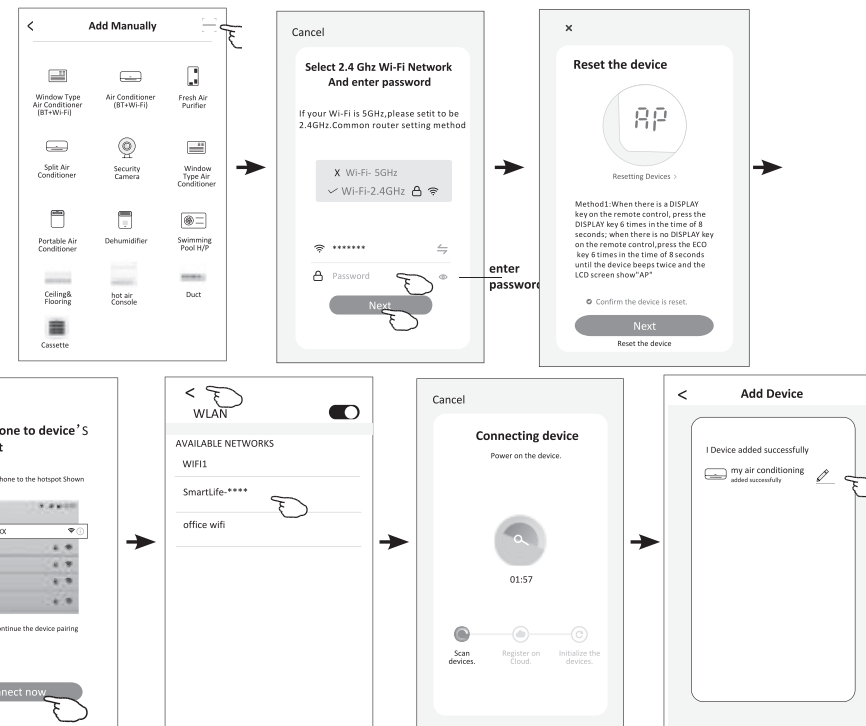 Add Manually
Window Type
Air Conditioner
(BT+Wi-Fi)
Air Conditioner
(BT+Wi-Fi)
Fresh Air
Purifier
Split Air
Conditioner
Security
Camera
Window
Type Air
Conditioner
Portable Air
Conditioner
Dehumidifier
Swimming
Pool H/P
Ceiling&
Flooring
hot air
Console
Duct
Cassette
Cancel
Select 2.4 Ghz Wi-Fi Network
And enter password
If your Wi-Fi is 5GHz,please setit to be
2.4GHz.Common router setting method
X Wi-Fi- 5GHz
✓ Wi-Fi-2.4GHz
*******
Password
Next
enter
password
×
Reset the device
AP
Resetting Devices >
Method1:When there is a DISPLAY
key on the remote control, press the
DISPLAY key 6 times in the time of 8
seconds; when there is no DISPLAY key
on the remote control,press the ECO
key 6 times in the time of 8 seconds
until the device beeps twice and the
LCD screen show"AP"
Confirm the device is reset.
Next
Reset the device
one to device's
hone to the hotspot Shown
ontinue the device pairing
nnect now
WLAN
AVAILABLE NETWORKS
WIFI1
SmartLife-****
office wifi
Cancel
Connecting device
Power on the device.
01:57
Scan
devices.
Register on
Cloud.
Initialize the
devices.
Add Device
I Device added successfully
my air conditioning
added successfully